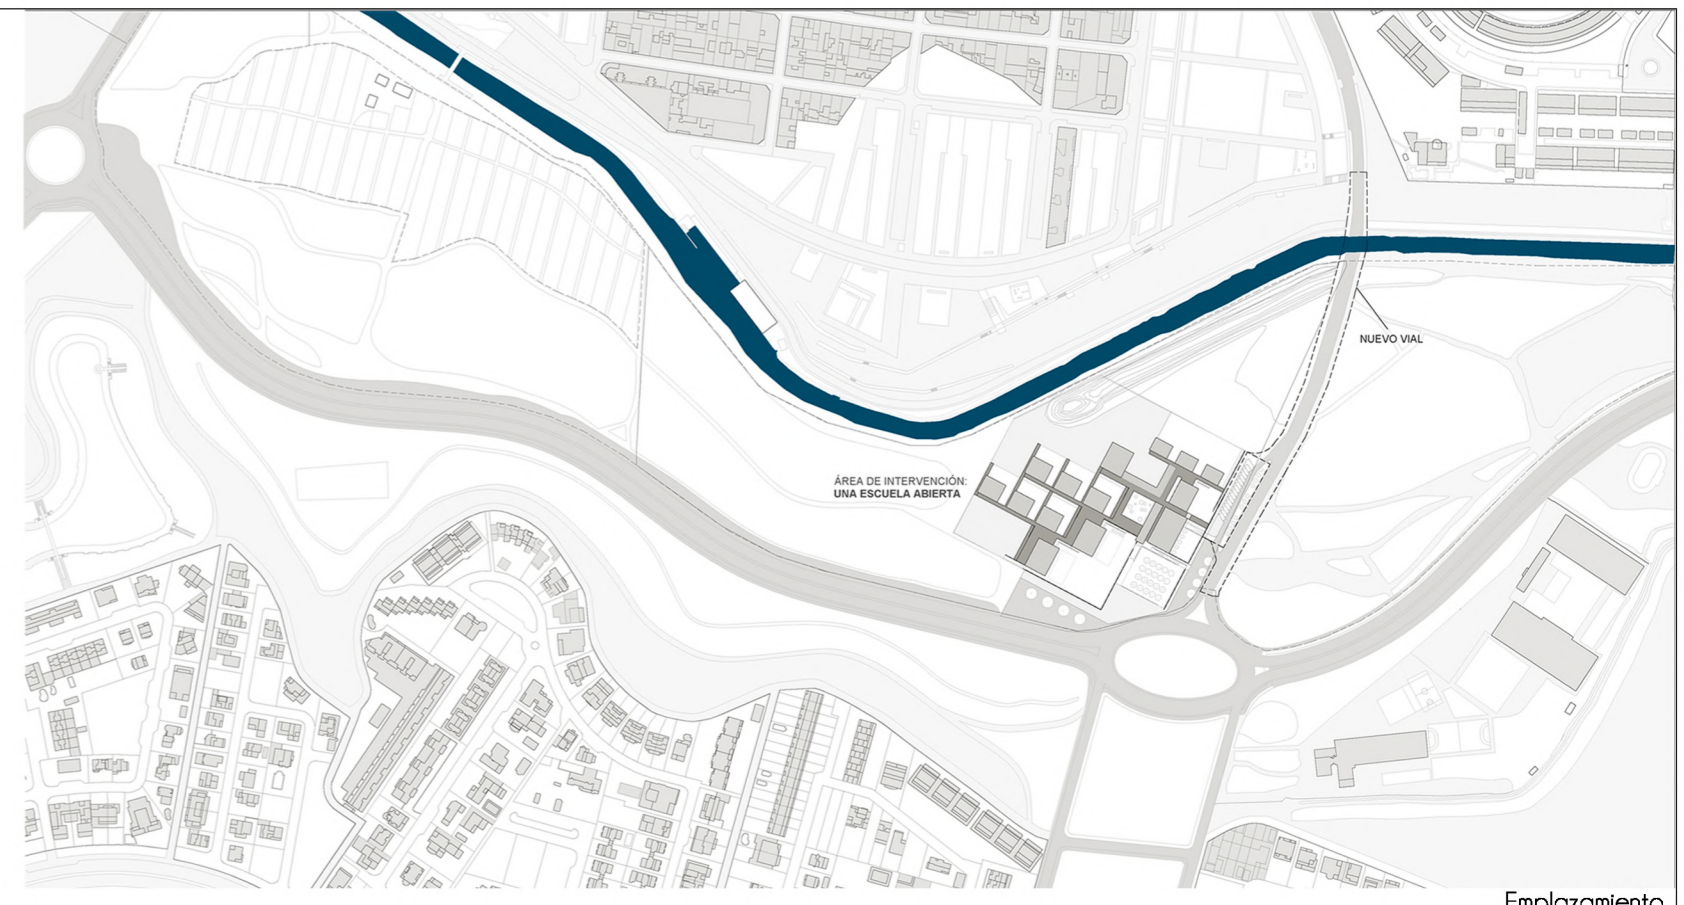 NUEVO VIAL
ÁREA DE INTERVENCIÓN:
UNA ESCUELA ABIERTA
Emplazamiento